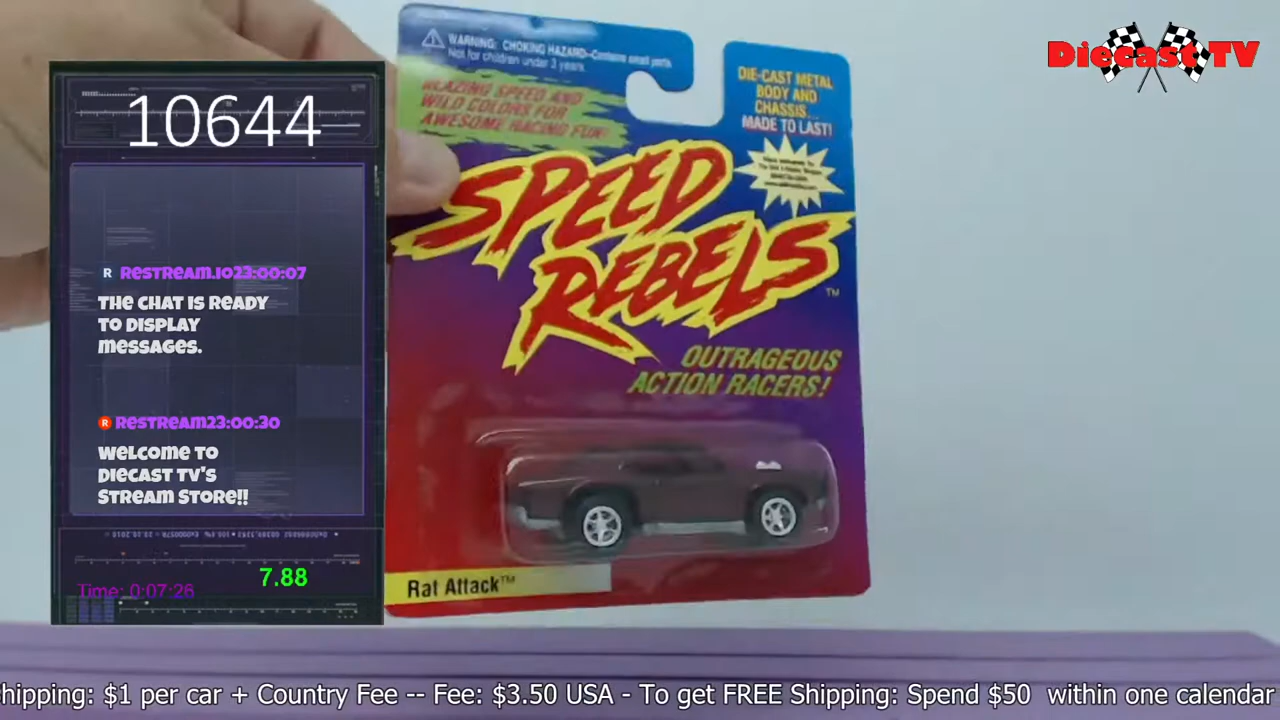 10644
Restream.io23:00:07
The chat is ready
to display
messages.
Restream23:00:30
Welcome to
Diecast TV's
Stream Store!!
Time: 0:07:26
7.88
WARNING: CHOKING HAZARD–Contains small parts
Not for children under 3 years.
BLAZING SPEED AND
WILD COLORS FOR
AWESOME RACING FUN!
DIE-CAST METAL
BODY AND
CHASSIS...
MADE TO LAST!
SPEED
REBELS™
OUTRAGEOUS
ACTION RACERS!
Rat Attack™
Diecast TV
hipping: $1 per car + Country Fee -- Fee: $3.50 USA - To get FREE Shipping: Spend $50 within one calendar